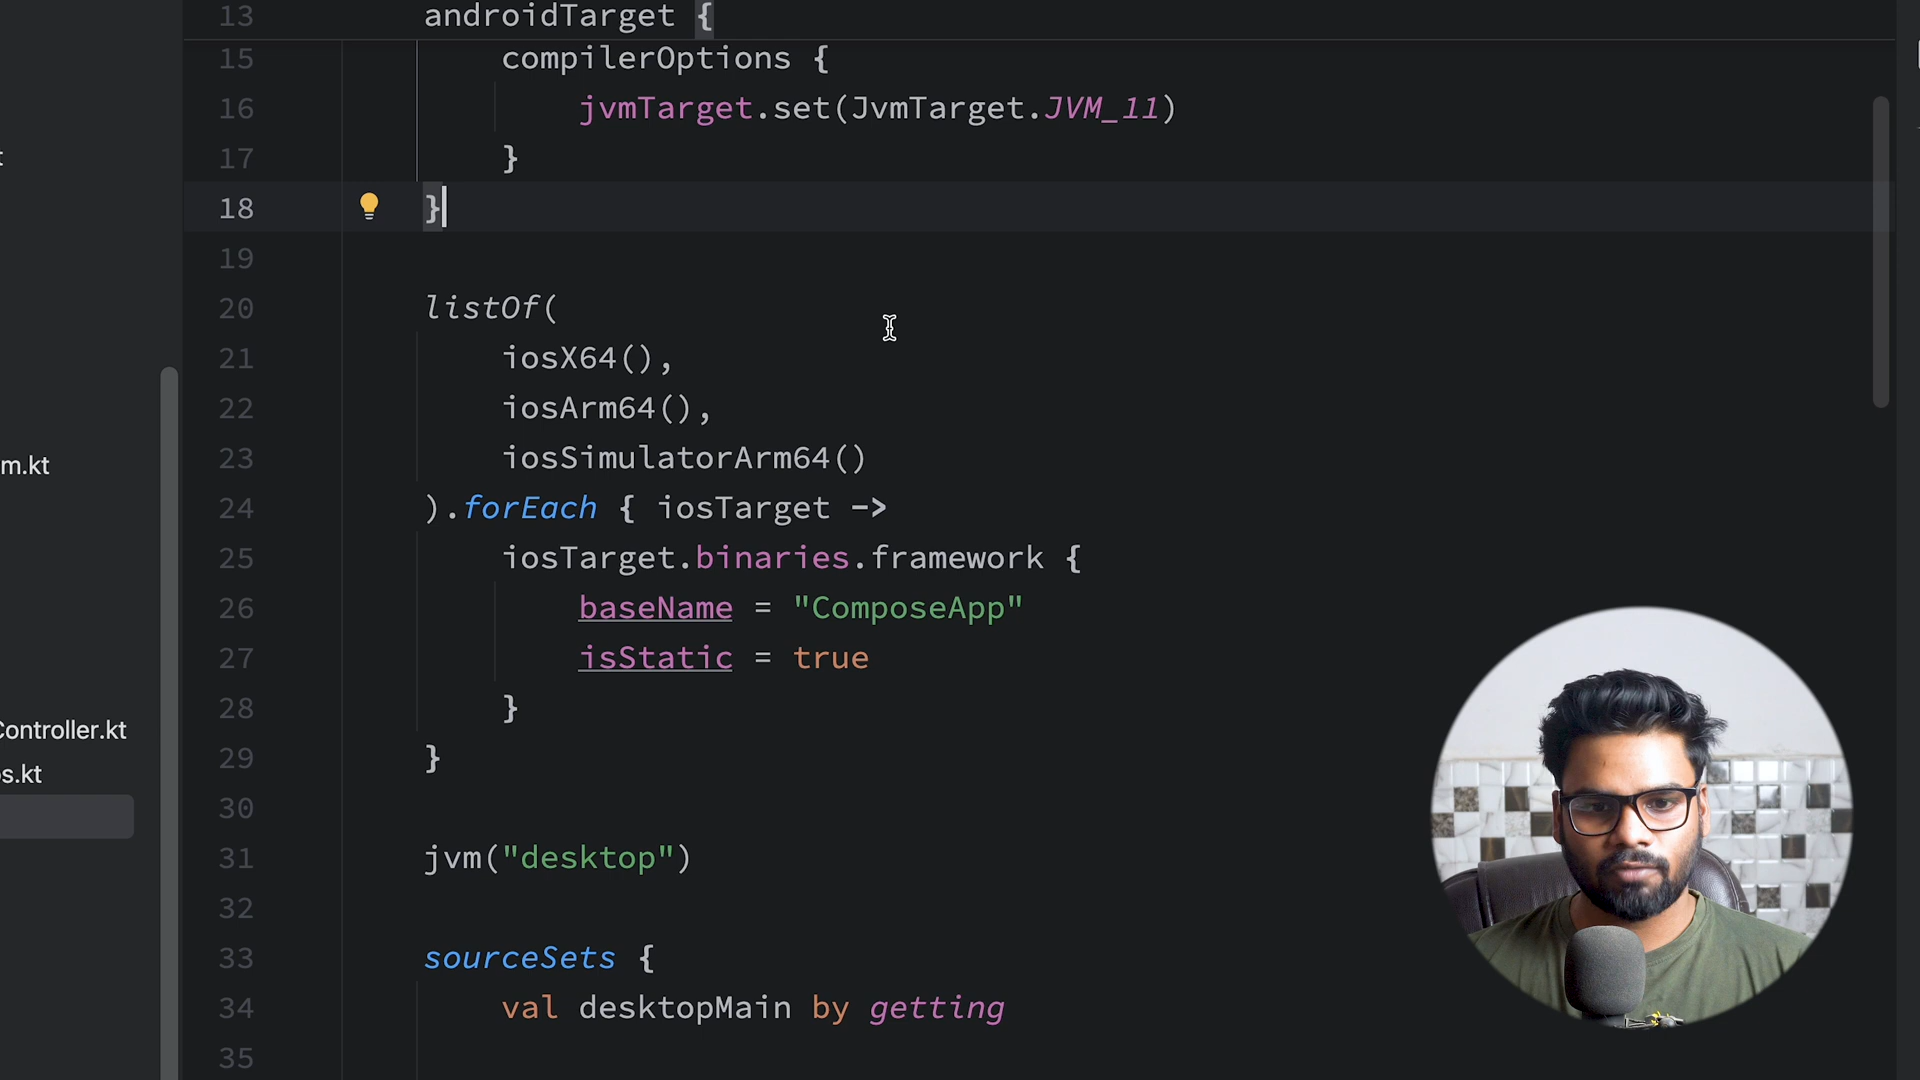 13 androidTarget {
15 compilerOptions {
16 jvmTarget.set(JvmTarget.JVM_11)
17 }
18 }
19
20 listOf(
21 iosX64(),
22 iosArm64(),
23 iosSimulatorArm64()
24 ).forEach { iosTarget ->
25 iosTarget.binaries.framework {
26 baseName = "ComposeApp"
27 isStatic = true
28 }
29 }
30
31 jvm("desktop")
32
33 sourceSets {
34 val desktopMain by getting
35
t
m.kt
Controller.kt
os.kt